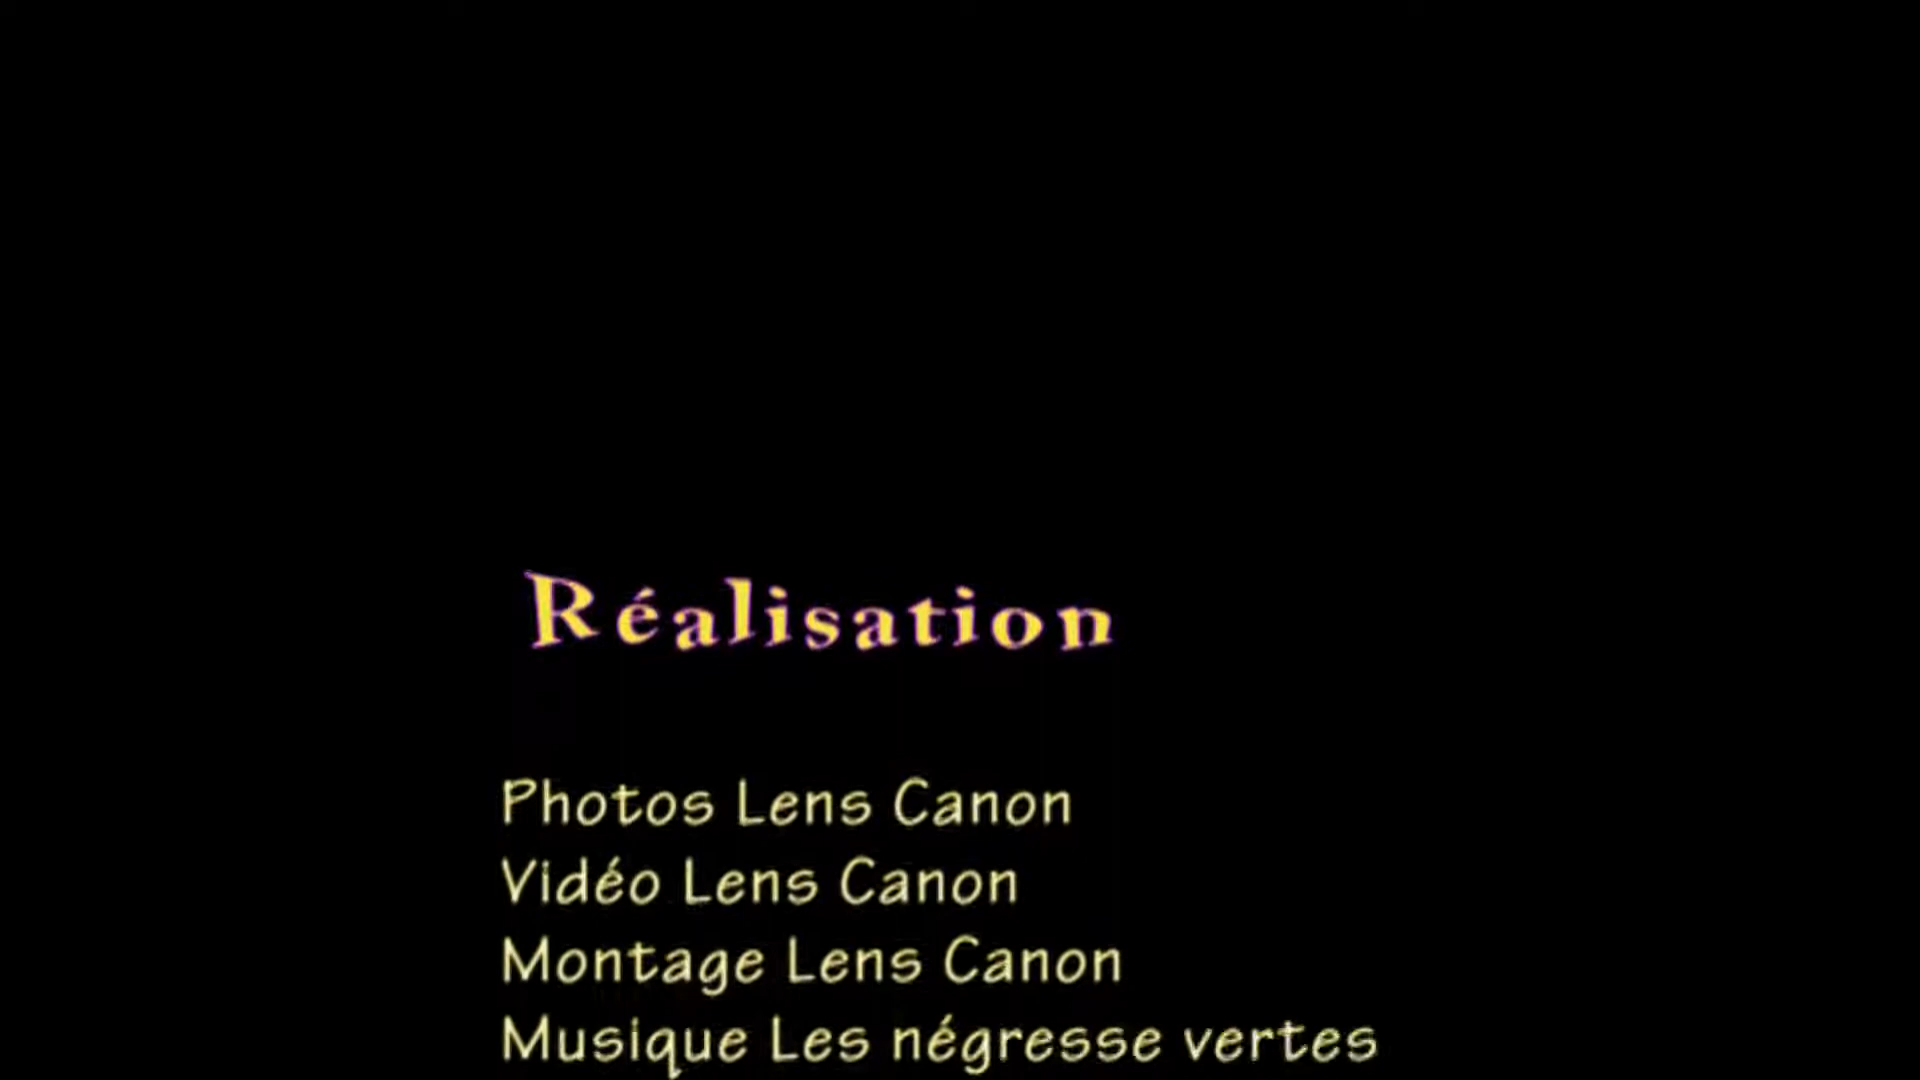 Réalisation
Photos Lens Canon
Vidéo Lens Canon
Montage Lens Canon
Musique Les négresse vertes